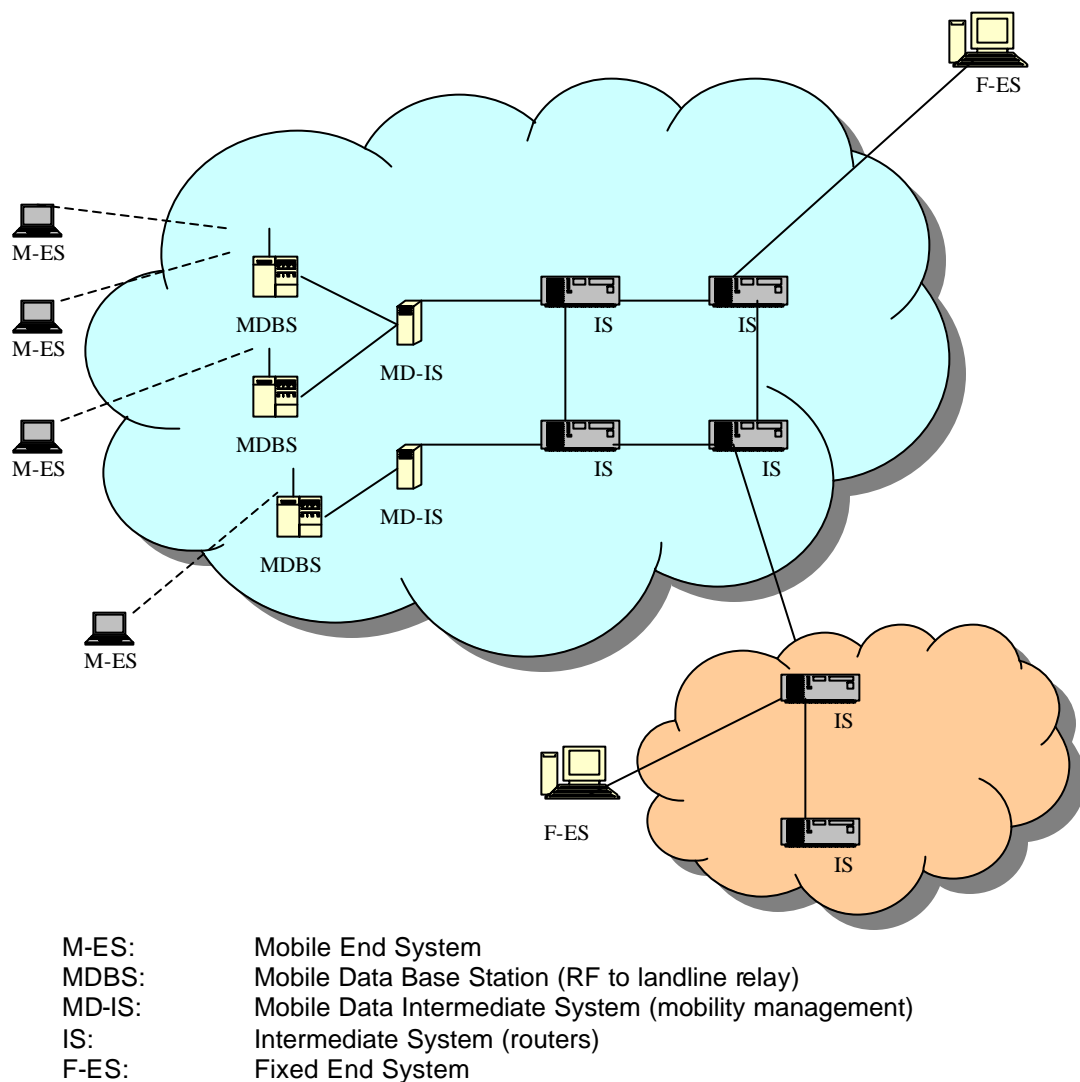 F-ES
M-ES
M-ES
M-ES
M-ES
MDBS
MDBS
MDBS
MD-IS
MD-IS
IS
IS
IS
IS
IS
IS
F-ES
M-ES: Mobile End System
MDBS: Mobile Data Base Station (RF to landline relay)
MD-IS: Mobile Data Intermediate System (mobility management)
IS: Intermediate System (routers)
F-ES: Fixed End System